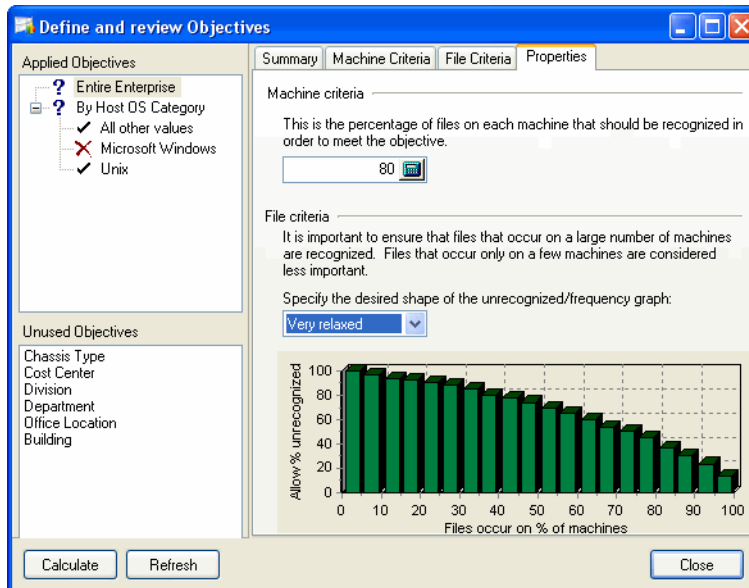 Define and review Objectives
Applied Objectives
? Entire Enterprise
? By Host OS Category
All other values
Microsoft Windows
Unix
Unused Objectives
Chassis Type
Cost Center
Division
Department
Office Location
Building
Summary Machine Criteria File Criteria Properties
Machine criteria
This is the percentage of files on each machine that should be recognized in
order to meet the objective.
80
File criteria
It is important to ensure that files that occur on a large number of machines
are recognized. Files that occur only on a few machines are considered
less important.
Specify the desired shape of the unrecognized/frequency graph:
Very relaxed
Allow % unrecognized
100
80
60
40
20
0
0 10 20 30 40 50 60 70 80 90 100
Files occur on % of machines
Calculate Refresh Close